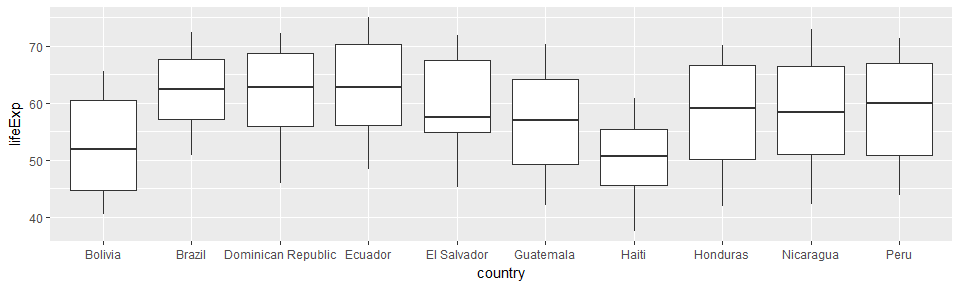 lifeExp
70
60
50
40
Bolivia Brazil Dominican Republic Ecuador El Salvador Guatemala Haiti Honduras Nicaragua Peru
country